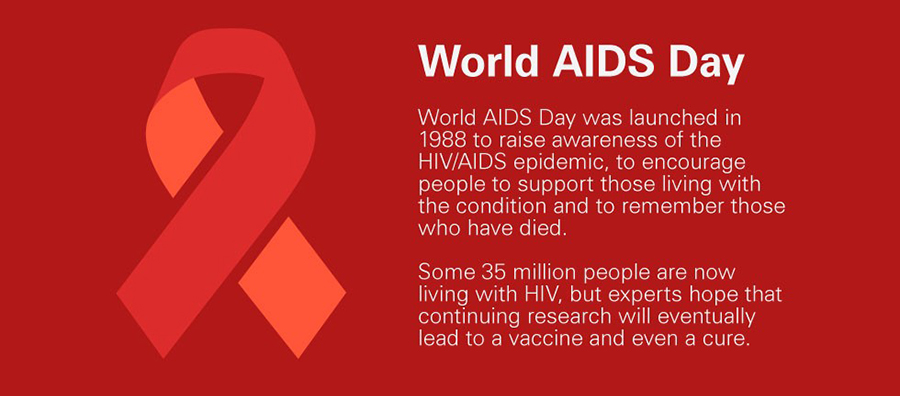 World AIDS Day
World AIDS Day was launched in
1988 to raise awareness of the
HIV/AIDS epidemic, to encourage
people to support those living with
the condition and to remember those
who have died.
Some 35 million people are now
living with HIV, but experts hope that
continuing research will eventually
lead to a vaccine and even a cure.